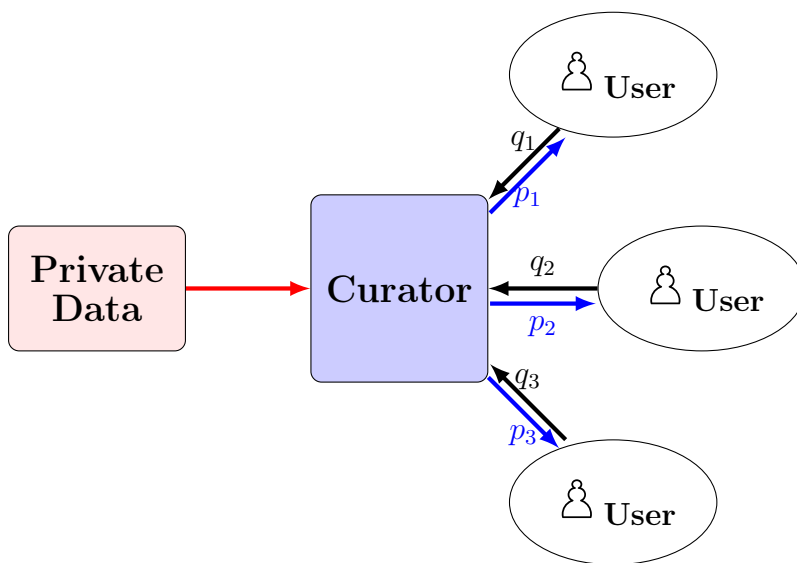 User
q₁
p₁
Private
Data
Curator
q₂
p₂
User
q₃
p₃
User